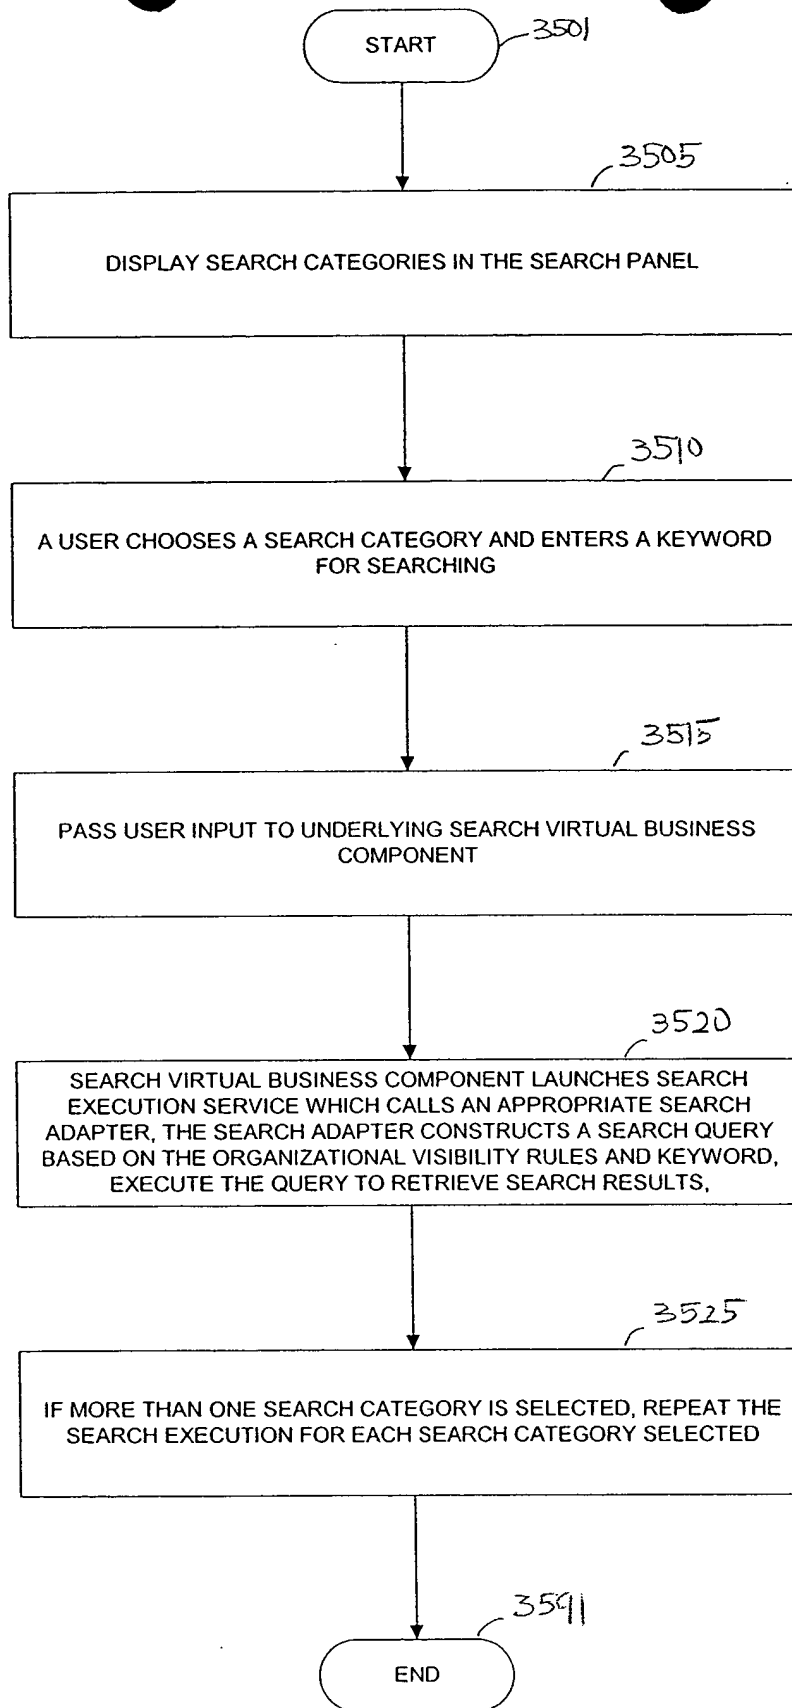 START
3501
3505
DISPLAY SEARCH CATEGORIES IN THE SEARCH PANEL
3510
A USER CHOOSES A SEARCH CATEGORY AND ENTERS A KEYWORD
FOR SEARCHING
3515
PASS USER INPUT TO UNDERLYING SEARCH VIRTUAL BUSINESS
COMPONENT
3520
SEARCH VIRTUAL BUSINESS COMPONENT LAUNCHES SEARCH
EXECUTION SERVICE WHICH CALLS AN APPROPRIATE SEARCH
ADAPTER, THE SEARCH ADAPTER CONSTRUCTS A SEARCH QUERY
BASED ON THE ORGANIZATIONAL VISIBILITY RULES AND KEYWORD,
EXECUTE THE QUERY TO RETRIEVE SEARCH RESULTS,
3525
IF MORE THAN ONE SEARCH CATEGORY IS SELECTED, REPEAT THE
SEARCH EXECUTION FOR EACH SEARCH CATEGORY SELECTED
3591
END